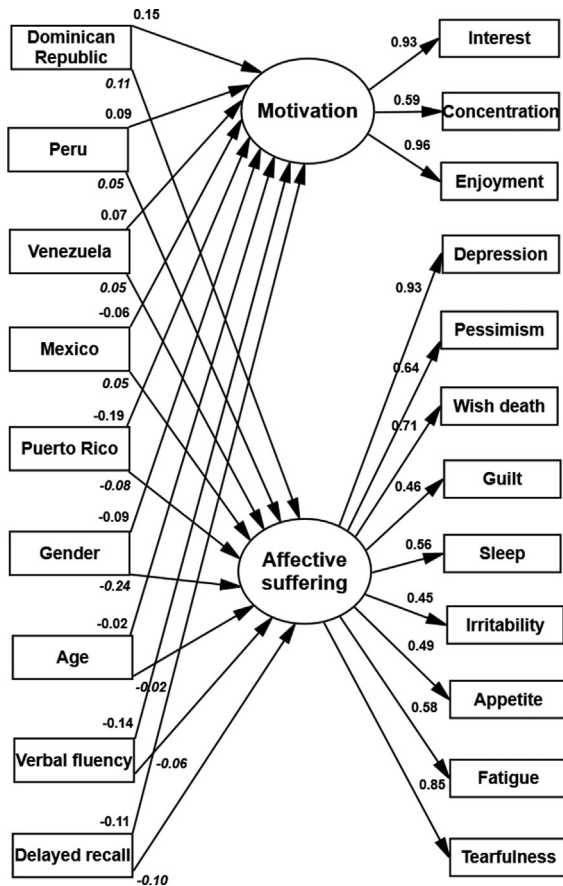 0.15
Dominican
Republic
0.11
0.09
Peru
0.05
0.07
Venezuela
0.05
-0.06
Mexico
0.05
-0.19
Puerto Rico
-0.08
-0.09
Gender
-0.24
-0.02
Age
-0.02
-0.14
Verbal fluency
-0.06
-0.11
Delayed recall
-0.10
Motivation
0.93
Interest
0.59
Concentration
0.96
Enjoyment
Affective
suffering
0.93
Depression
0.64
Pessimism
0.71
Wish death
0.46
Guilt
0.56
Sleep
0.45
Irritability
0.49
Appetite
0.58
Fatigue
0.85
Tearfulness